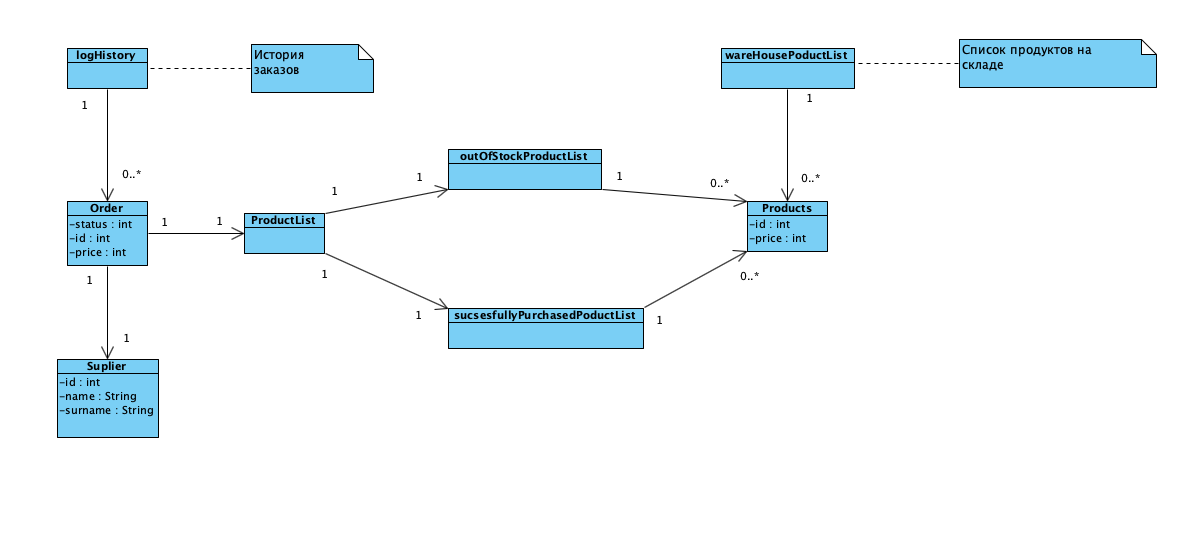 logHistory
История
заказов
wareHousePoductList
Список продуктов на
складе
1
1
0..*
0..*
outOfStockProductList
1
1
1
0..*
Order
-status : int
-id : int
-price : int
1
1
ProductList
Products
-id : int
-price : int
1
1
0..*
1
1
sucsesfullyPurchasedPoductList
1
Suplier
-id : int
-name : String
-surname : String